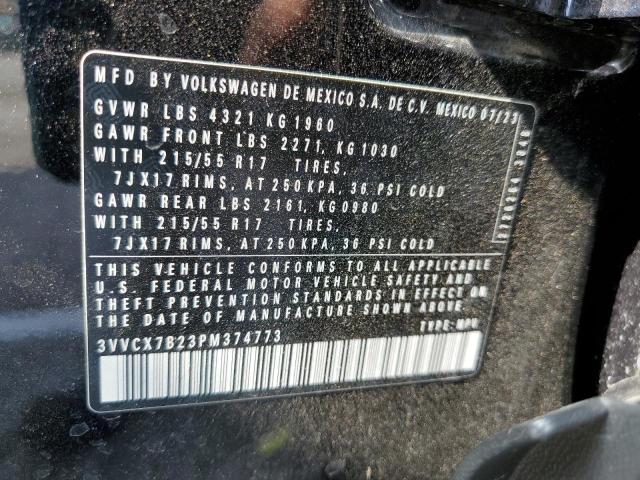 MFD BY VOLKSWAGEN DE MEXICO S.A. DE C.V. MEXICO 07/23
GVWR LBS 4321 KG 1960
GAWR FRONT LBS 2271, KG 1030
WITH 215/55 R17 TIRES,
7JX17 RIMS, AT 250 KPA, 36 PSI COLD
GAWR REAR LBS 2161, KG0980
WITH 215/55 R17 TIRES,
7JX17 RIMS, AT 250 KPA, 36 PSI COLD
THIS VEHICLE CONFORMS TO ALL APPLICABLE
U.S. FEDERAL MOTOR VEHICLE SAFETY AND
THEFT PREVENTION STANDARDS IN EFFECT ON
THE DATE OF MANUFACTURE SHOWN ABOVE.
3VVCX7B23PM374773
TYPE: MPV